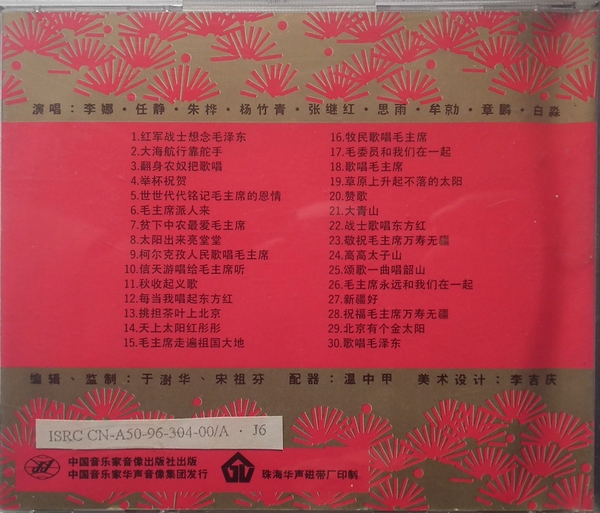 演唱：李娜·任静·朱桦·杨竹青·张继红·思雨·牟勍·章鹏·白淼
1.红军战士想念毛泽东
2.大海航行靠舵手
3.翻身农奴把歌唱
4.举杯祝贺
5.世世代代铭记毛主席的恩情
6.毛主席派人来
7.贫下中农最爱毛主席
8.太阳出来亮堂堂
9.柯尔克孜人民歌唱毛主席
10.信天游唱给毛主席听
11.秋收起义歌
12.每当我唱起东方红
13.挑担茶叶上北京
14.天上太阳红彤彤
15.毛主席走遍祖国大地
16.牧民歌唱毛主席
17.毛委员和我们在一起
18.歌唱毛主席
19.草原上升起不落的太阳
20.赞歌
21.大青山
22.战士歌唱东方红
23.敬祝毛主席万寿无疆
24.高高太子山
25.颂歌一曲唱韶山
26.毛主席永远和我们在一起
27.新疆好
28.祝福毛主席万寿无疆
29.北京有个金太阳
30.歌唱毛泽东
编辑、监制：于澍华、宋祖芬 配器：温中甲 美术设计：李吉庆
ISRC CN-A50-96-304-00/A · J6
中国音乐家音像出版社出版
中国音乐家华声音像集团发行
珠海华声磁带厂印制